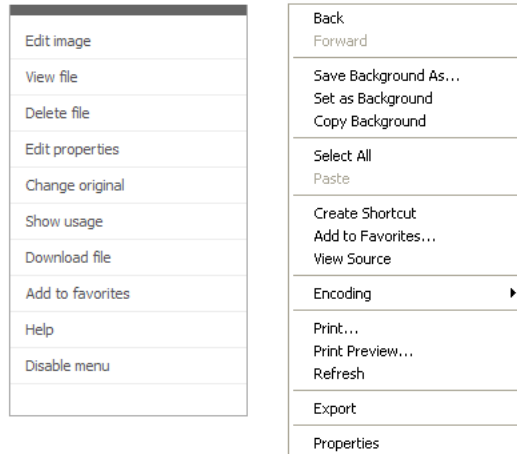 Edit image
View file
Delete file
Edit properties
Change original
Show usage
Download file
Add to favorites
Help
Disable menu
Back
Forward
Save Background As...
Set as Background
Copy Background
Select All
Paste
Create Shortcut
Add to Favorites...
View Source
Encoding
Print...
Print Preview...
Refresh
Export
Properties